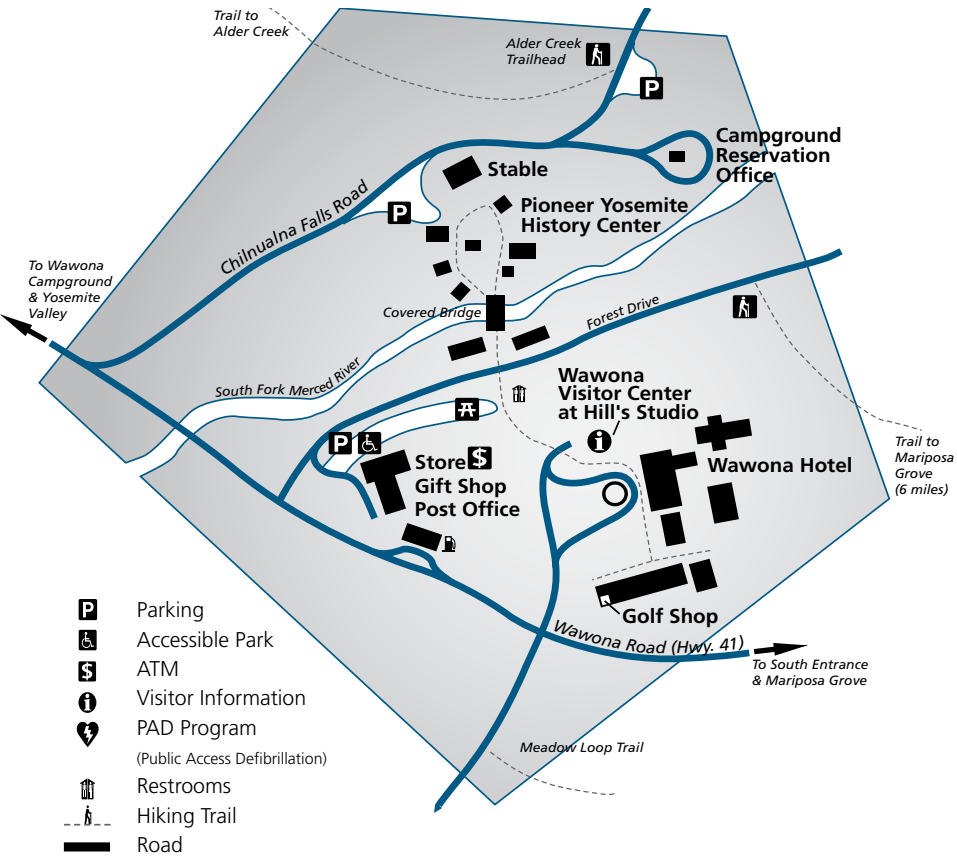 Trail to
Alder Creek
Alder Creek
Trailhead
P
Campground
Reservation
Office
Stable
Chilnualna Falls Road
P
Pioneer Yosemite
History Center
To Wawona
Campground
& Yosemite
Valley
Covered Bridge
Forest Drive
South Fork Merced River
Wawona
Visitor Center
at Hill's Studio
i
P
Store $
Gift Shop
Post Office
Wawona Hotel
Trail to
Mariposa
Grove
(6 miles)
Golf Shop
Wawona Road (Hwy. 41)
To South Entrance
& Mariposa Grove
Meadow Loop Trail
P Parking
Accessible Park
$ ATM
i Visitor Information
PAD Program
(Public Access Defibrillation)
Restrooms
Hiking Trail
Road